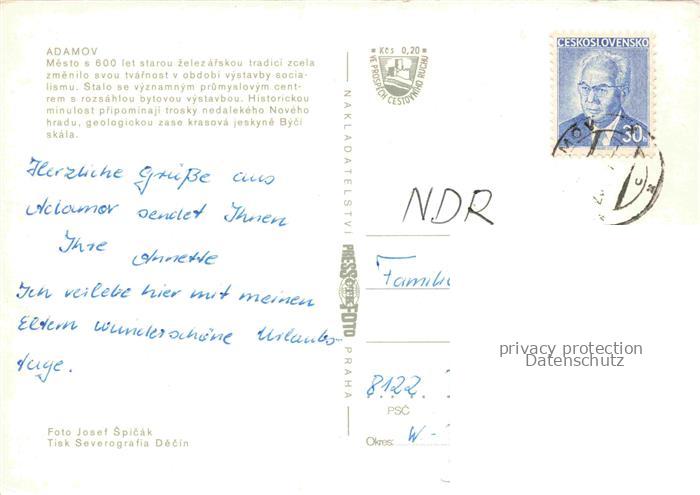 ADAMOV
Město s 600 let starou železářskou tradicí zcela
změnilo svou tvářnost v období výstavby socia-
lismu. Stalo se významným průmyslovým cent-
rem s rozsáhlou bytovou výstavbou. Historickou
minulost připomínají trosky nedalekého Nového
hradu, geologickou zase krasová jeskyně Býčí
skála.
Herzliche Grüße aus
Adamov sendet Ihnen
Ihre
Annette
Ich verlebe hier mit meinen
Eltern wunderschöne Urlaubs-
tage.
Foto Josef Špičák
Tisk Severografia Děčín
NAKLADATELSTVÍ
PRESSFOTO
PRAHA
Kčs 0,20
VE PROSPĚCH CESTOVNÍHO RUCHU
ČESKOSLOVENSKO
30
NDR
Famili
8122
PSČ
Okres: W-
privacy protection
Datenschutz